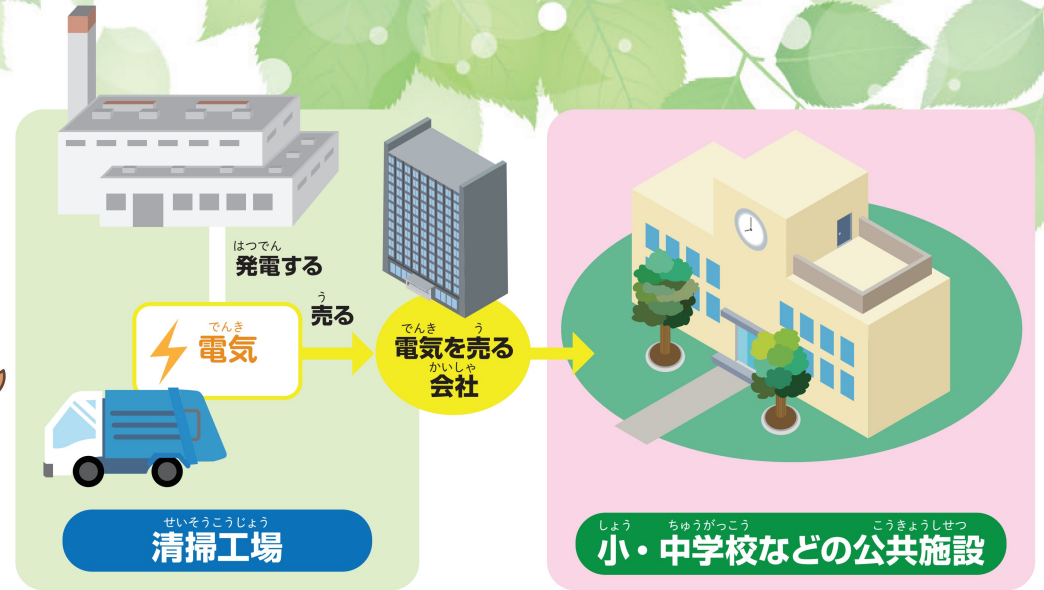 はつでん
発電する
う
売る
でんき
電気
でんき う
電気を売る
かいしゃ
会社
せいそうこうじょう
清掃工場
しょう ちゅうがっこう こうきょうしせつ
小・中学校などの公共施設